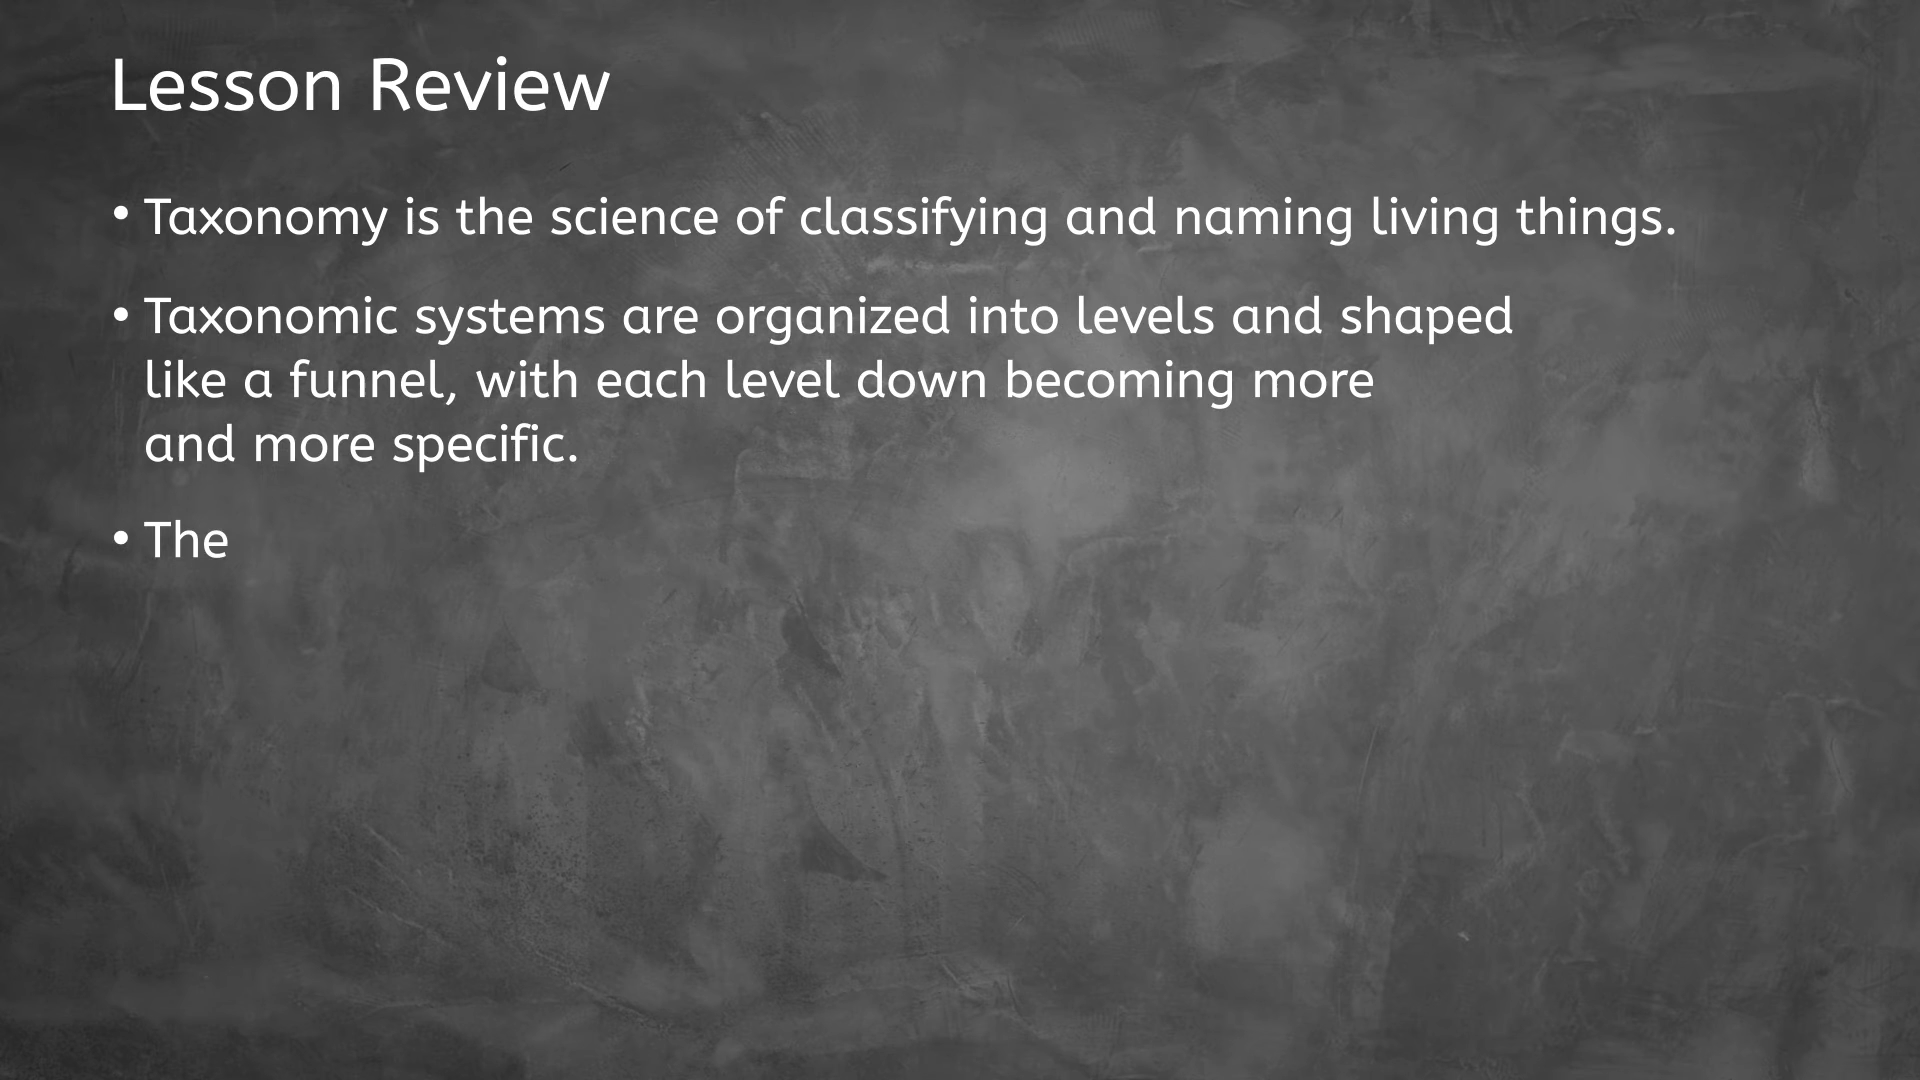 Lesson Review
• Taxonomy is the science of classifying and naming living things.
• Taxonomic systems are organized into levels and shaped
like a funnel, with each level down becoming more
and more specific.
• The